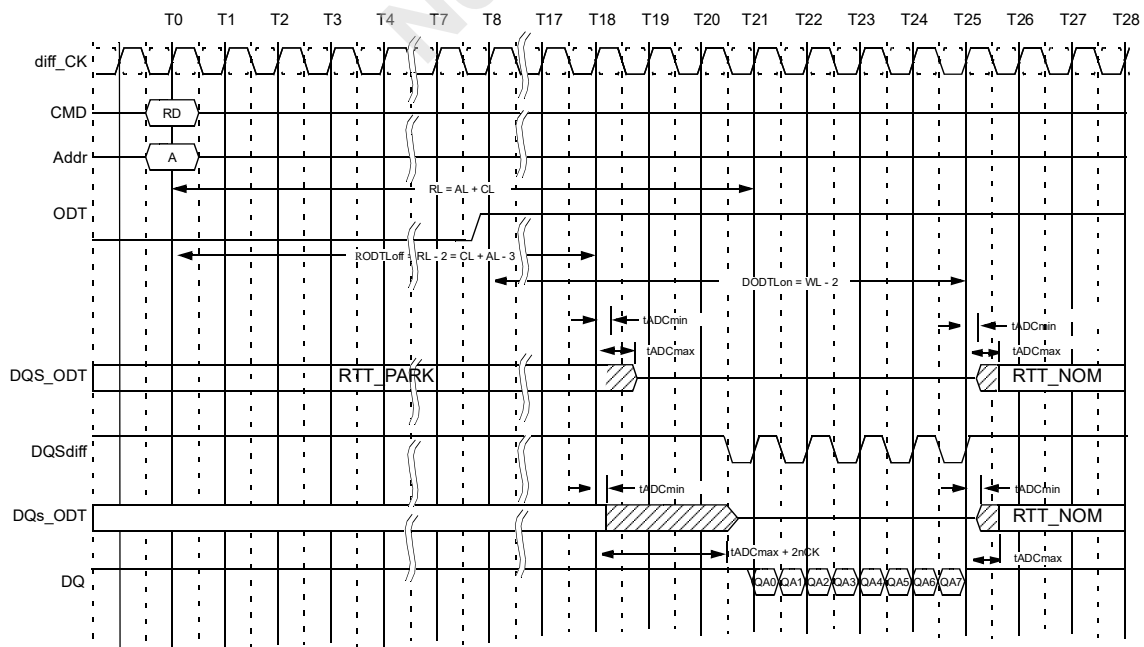 T0 T1 T2 T3 T4 T7 T8 T17 T18 T19 T20 T21 T22 T23 T24 T25 T26 T27 T28
diff_CK
CMD RD
Addr A
RL = AL + CL
ODT
RODTLoff = RL - 2 = CL + AL - 3
DODTLon = WL - 2
tADCmin tADCmin
tADCmax tADCmax
DQS_ODT RTT_PARK RTT_NOM
DQSdiff
tADCmin tADCmin
DQs_ODT RTT_NOM
tADCmax + 2nCK tADCmax
DQ QA0 QA1 QA2 QA3 QA4 QA5 QA6 QA7